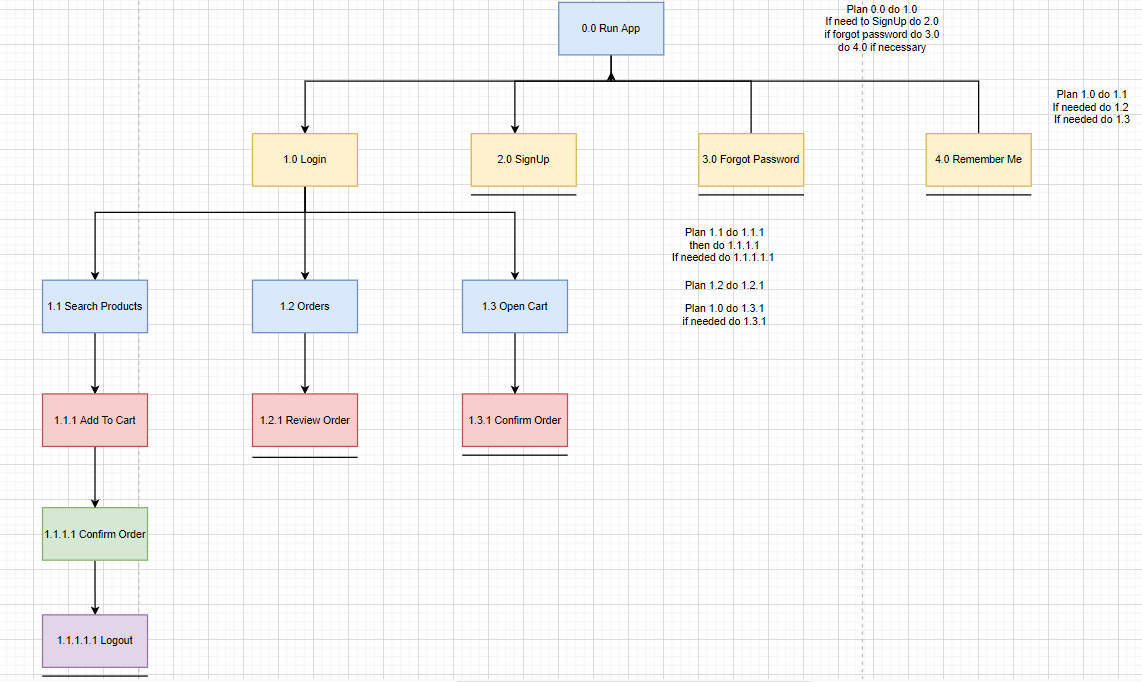 0.0 Run App
Plan 0.0 do 1.0
If need to SignUp do 2.0
if forgot password do 3.0
do 4.0 if necessary
Plan 1.0 do 1.1
If needed do 1.2
If needed do 1.3
1.0 Login
2.0 SignUp
3.0 Forgot Password
4.0 Remember Me
Plan 1.1 do 1.1.1
then do 1.1.1.1
If needed do 1.1.1.1.1
Plan 1.2 do 1.2.1
Plan 1.0 do 1.3.1
if needed do 1.3.1
1.1 Search Products
1.2 Orders
1.3 Open Cart
1.1.1 Add To Cart
1.2.1 Review Order
1.3.1 Confirm Order
1.1.1.1 Confirm Order
1.1.1.1.1 Logout